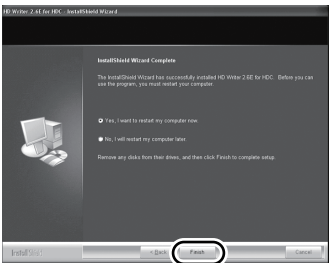 HD Writer 2.6E for HDC - InstallShield Wizard
InstallShield Wizard Complete
The InstallShield Wizard has successfully installed HD Writer 2.6E for HDC. Before you can
use the program, you must restart your computer.
Yes, I want to restart my computer now.
No, I will restart my computer later.
Remove any disks from their drives, and then click Finish to complete setup.
InstallShield
< Back
Finish
Cancel